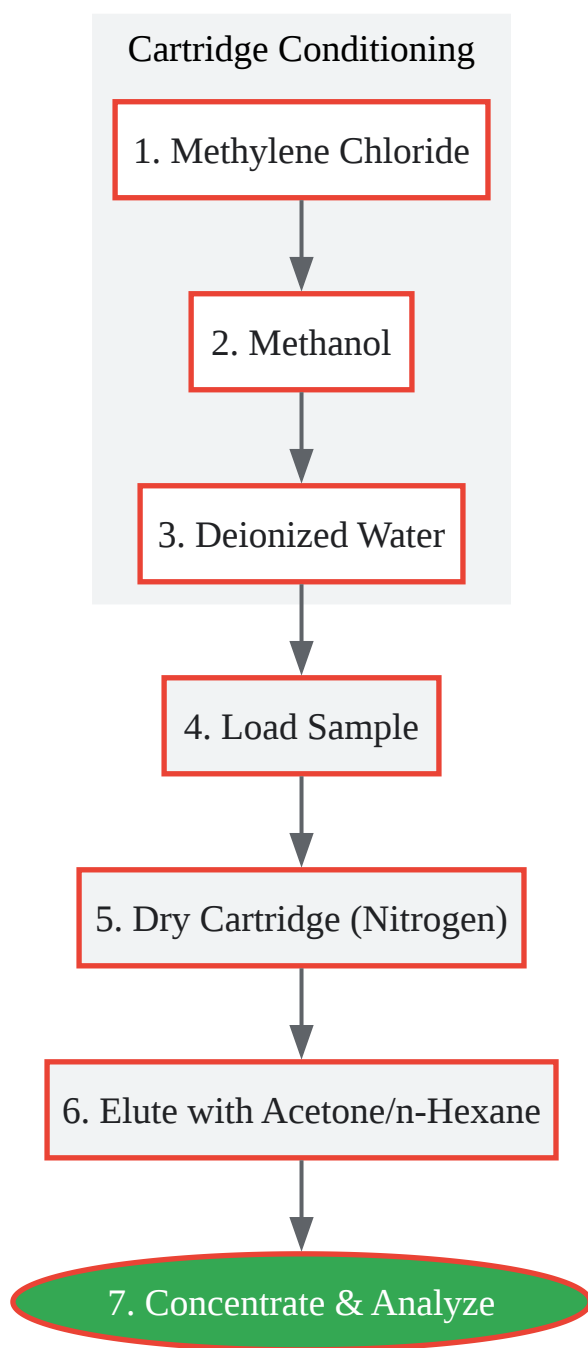 Cartridge Conditioning
1. Methylene Chloride
2. Methanol
3. Deionized Water
4. Load Sample
5. Dry Cartridge (Nitrogen)
6. Elute with Acetone/n-Hexane
7. Concentrate & Analyze